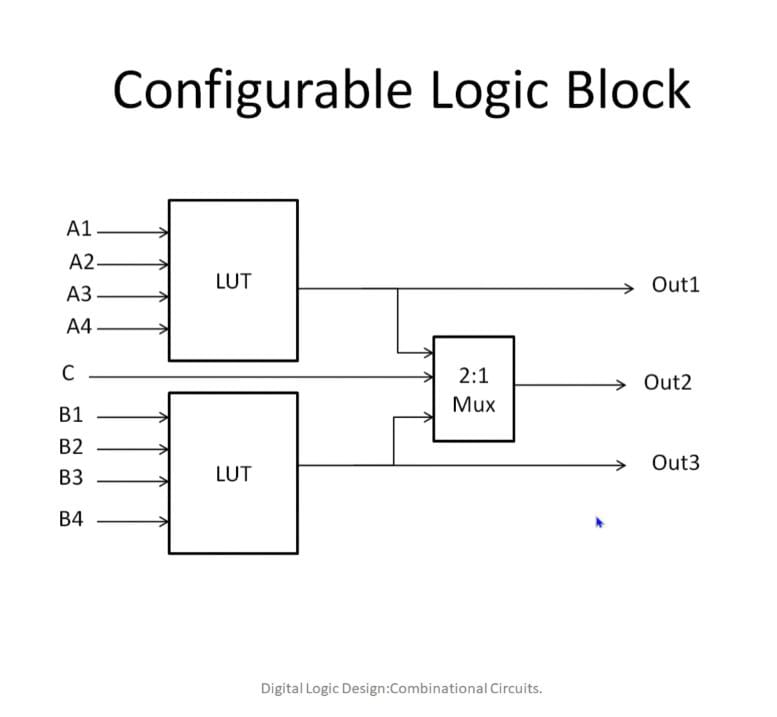 Configurable Logic Block
A1
A2
LUT
Out1
A3
A4
C
2:1
Mux
Out2
B1
B2
B3
LUT
Out3
B4
Digital Logic Design:Combinational Circuits.